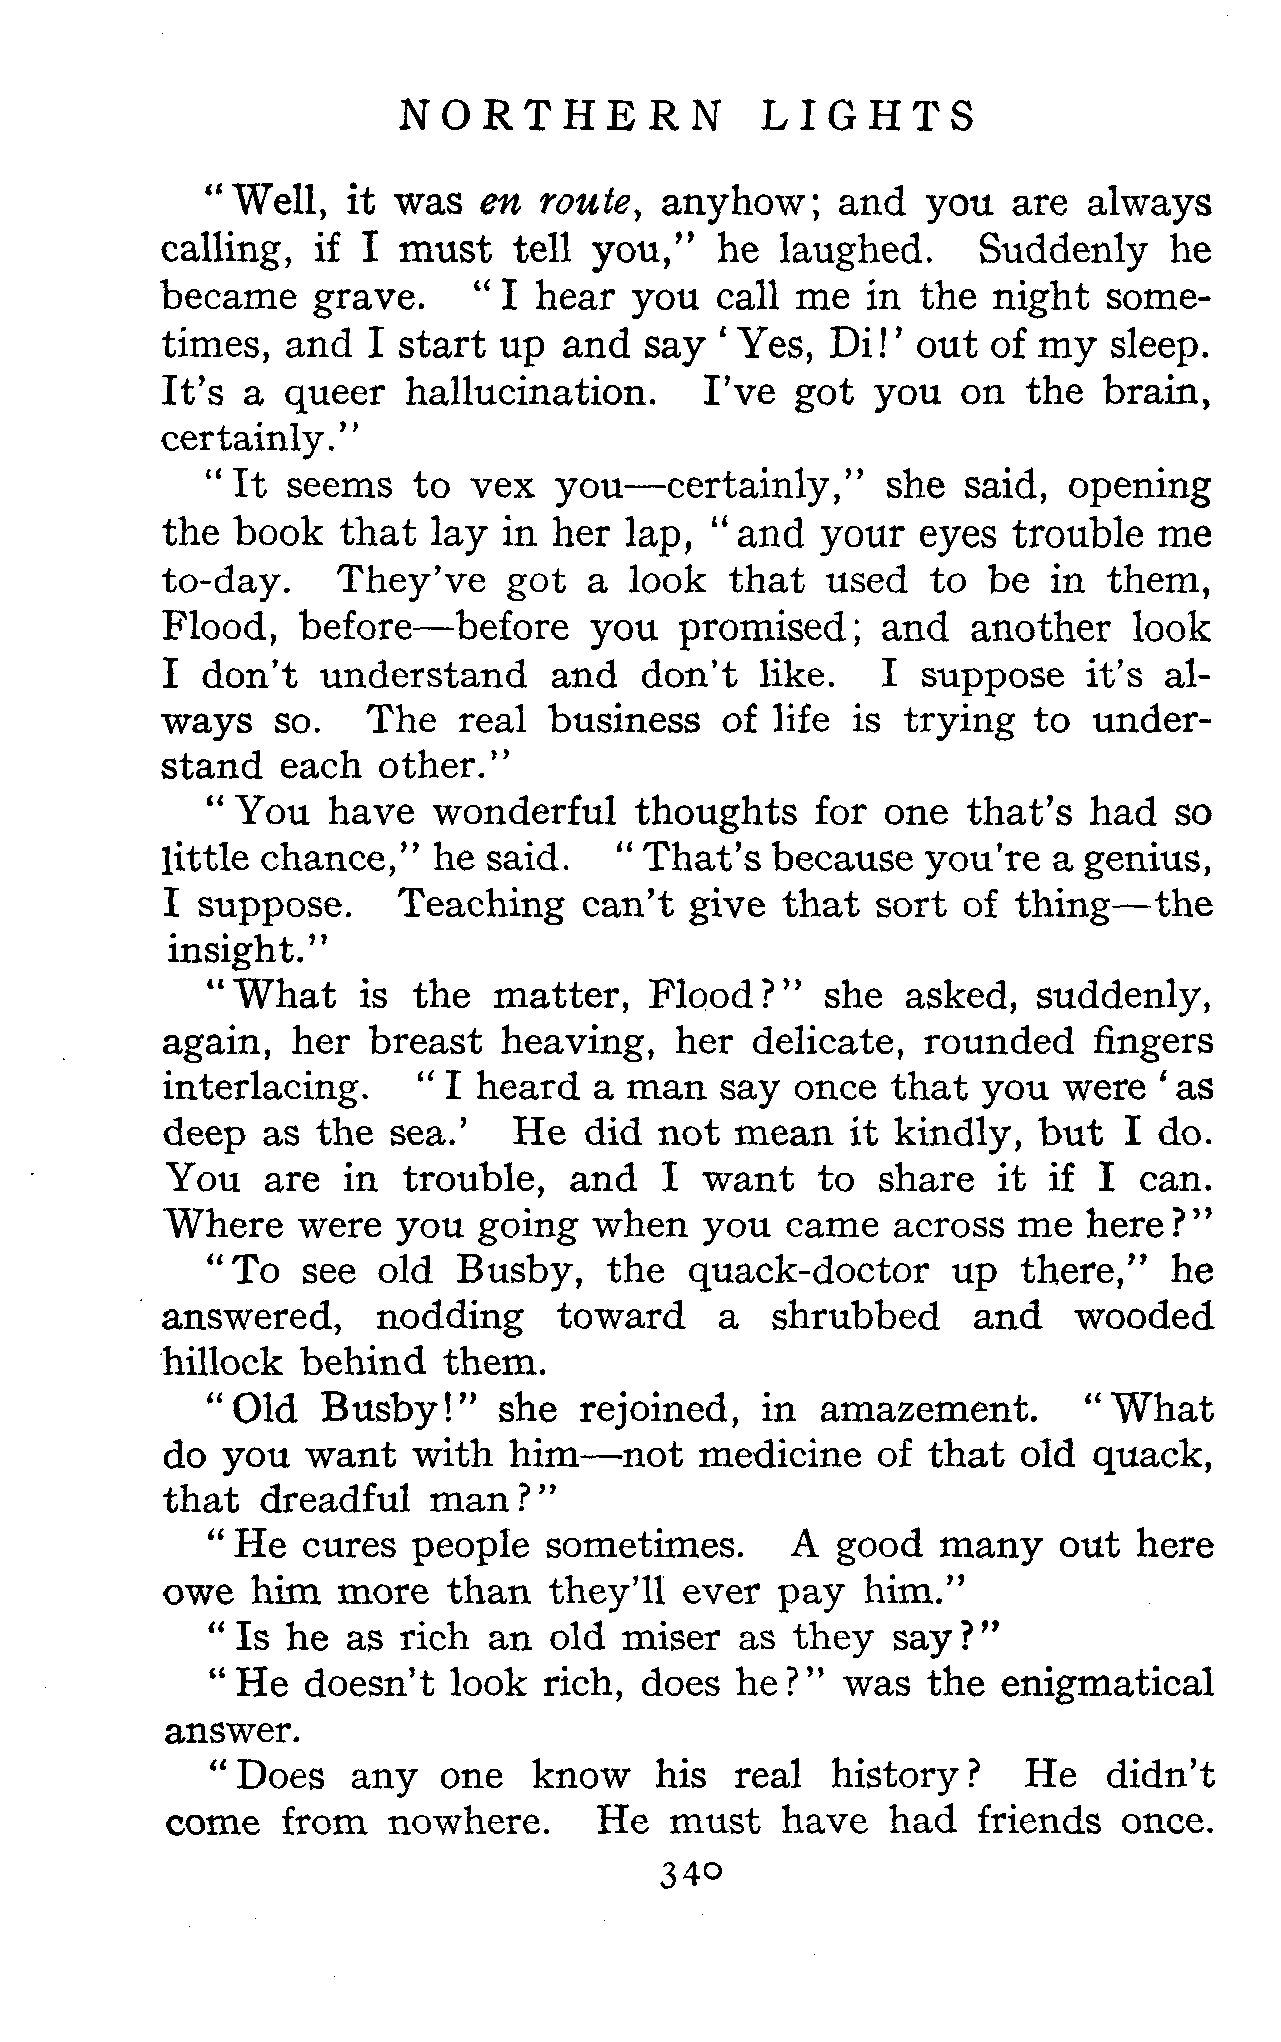 NORTHERN LIGHTS
"Well, it was en route, anyhow; and you are always
calling, if I must tell you," he laughed. Suddenly he
became grave. "I hear you call me in the night some-
times, and I start up and say 'Yes, Di!' out of my sleep.
It's a queer hallucination. I've got you on the brain,
certainly."
"It seems to vex you—certainly," she said, opening
the book that lay in her lap, "and your eyes trouble me
to-day. They've got a look that used to be in them,
Flood, before—before you promised; and another look
I don't understand and don't like. I suppose it's al-
ways so. The real business of life is trying to under-
stand each other."
"You have wonderful thoughts for one that's had so
little chance," he said. "That's because you're a genius,
I suppose. Teaching can't give that sort of thing—the
insight."
"What is the matter, Flood?" she asked, suddenly,
again, her breast heaving, her delicate, rounded fingers
interlacing. "I heard a man say once that you were 'as
deep as the sea.' He did not mean it kindly, but I do.
You are in trouble, and I want to share it if I can.
Where were you going when you came across me here?"
"To see old Busby, the quack-doctor up there," he
answered, nodding toward a shrubbed and wooded
hillock behind them.
"Old Busby!" she rejoined, in amazement. "What
do you want with him—not medicine of that old quack,
that dreadful man?"
"He cures people sometimes. A good many out here
owe him more than they'll ever pay him."
"Is he as rich an old miser as they say?"
"He doesn't look rich, does he?" was the enigmatical
answer.
"Does any one know his real history? He didn't
come from nowhere. He must have had friends once.
340